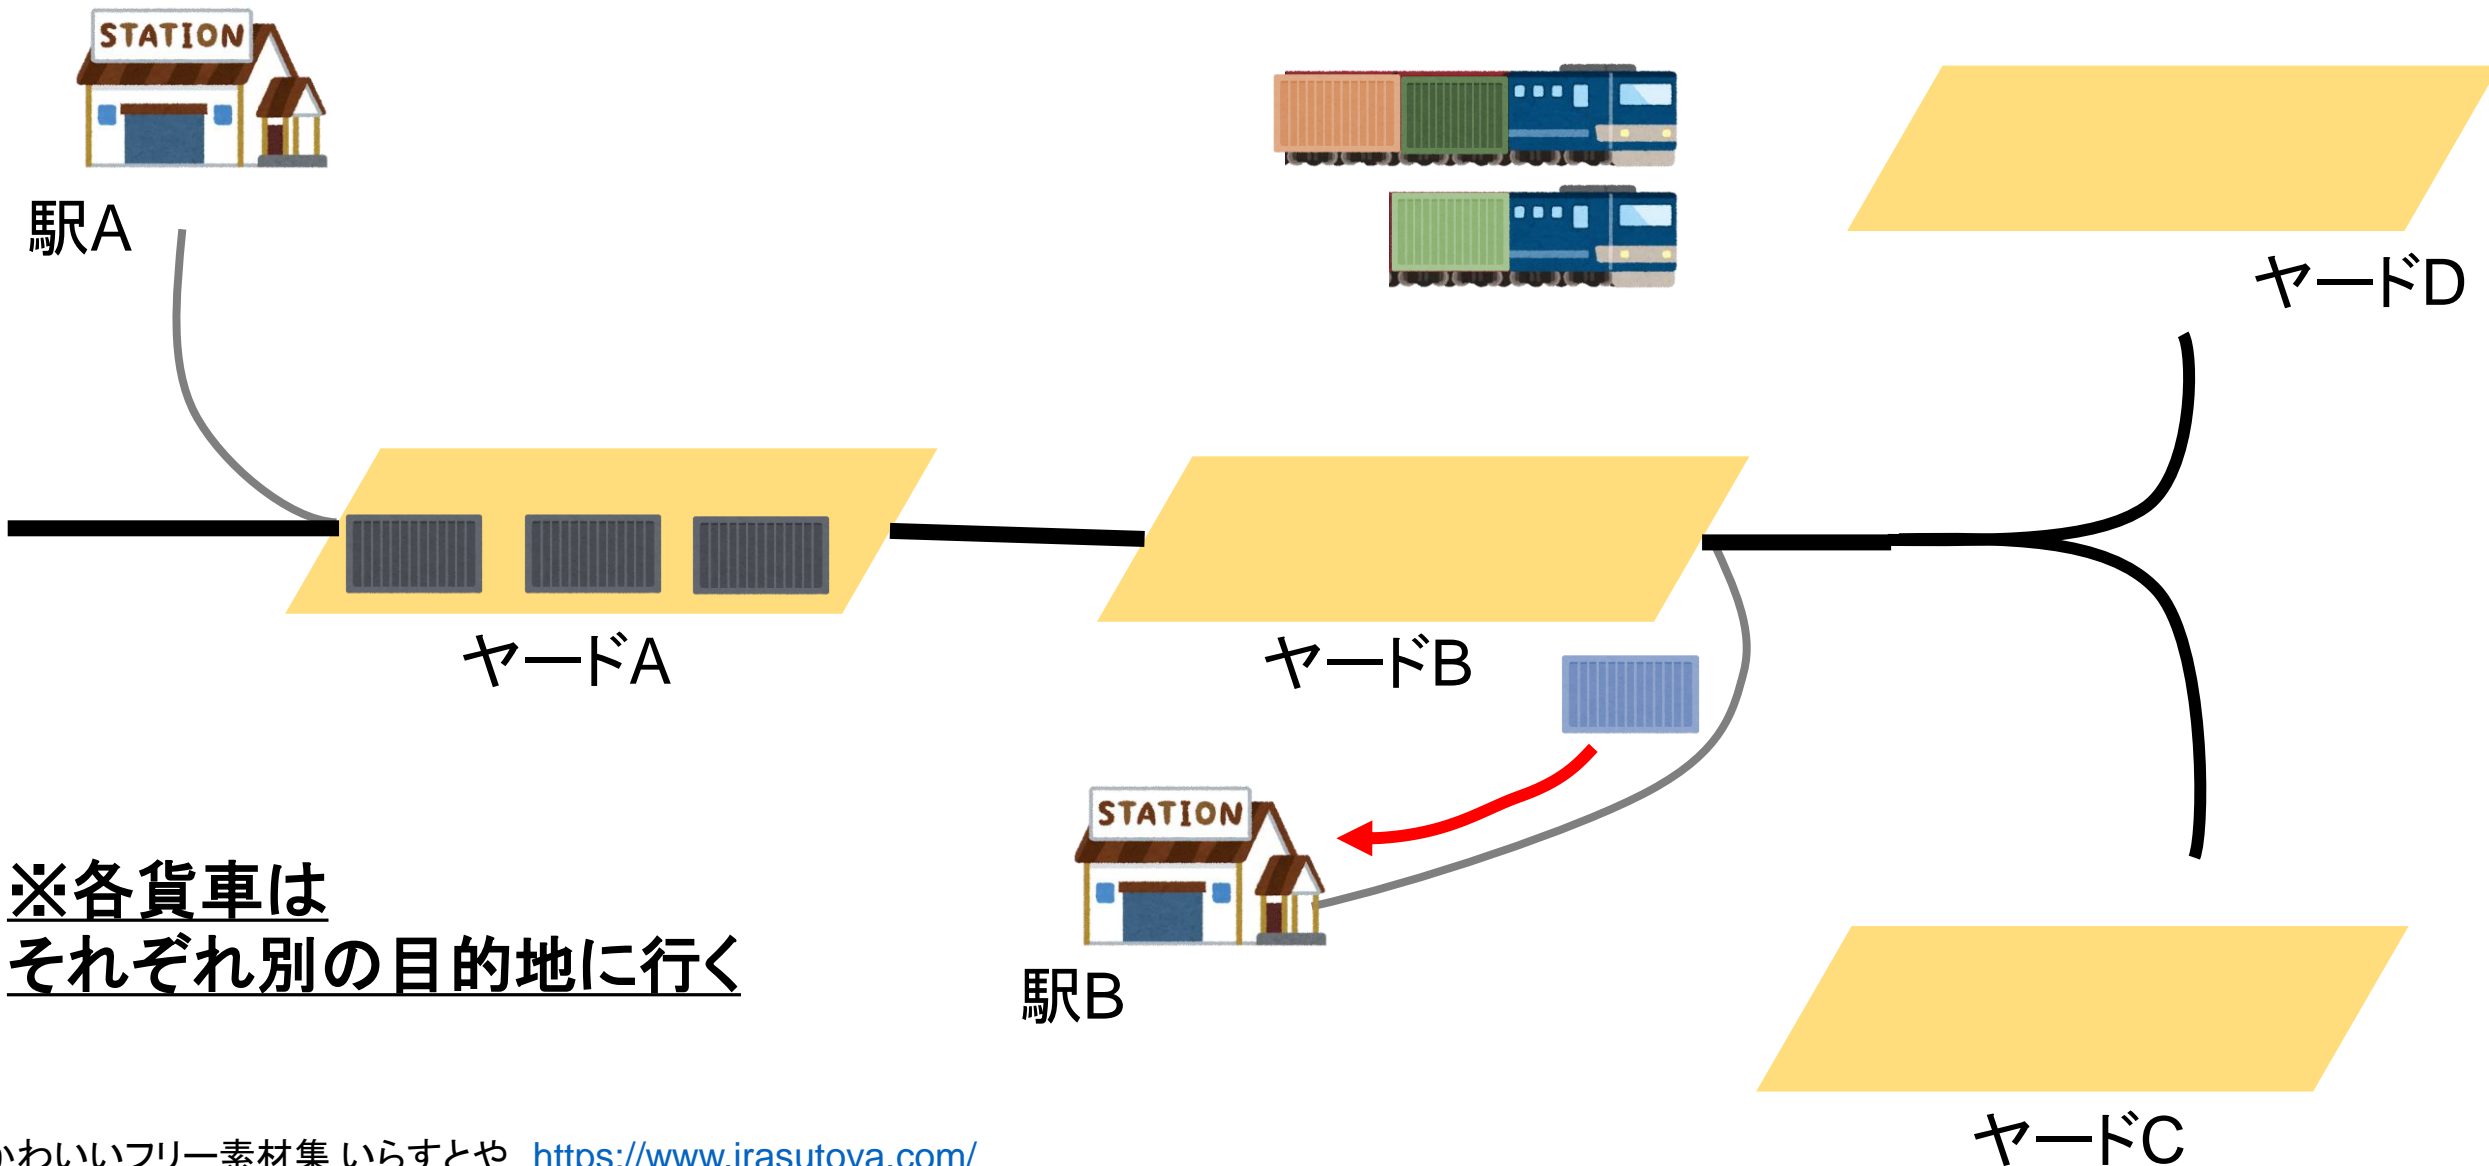 STATION
駅A
ヤードD
ヤードA
ヤードB
STATION
駅B
※各貨車は
それぞれ別の目的地に行く
ヤードC
かわいいフリー素材集 いらすとや https://www.irasutoya.com/